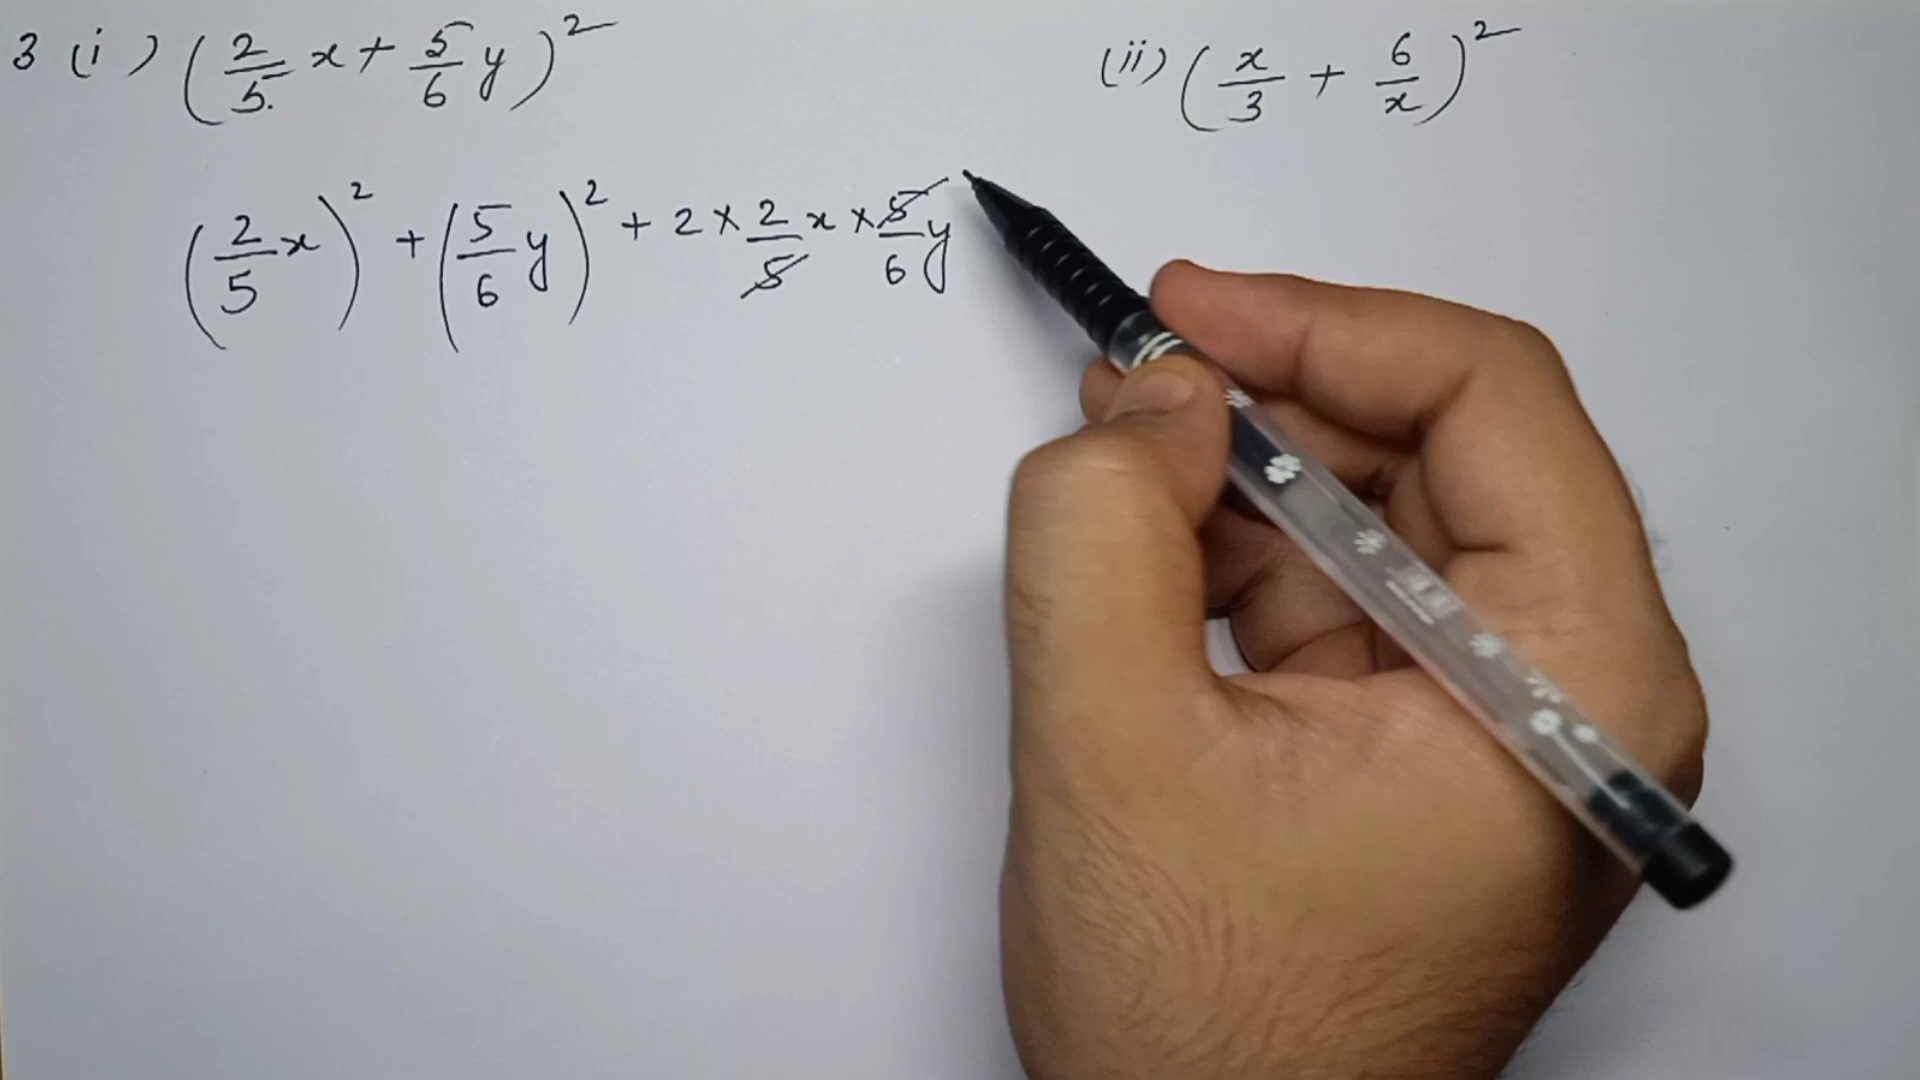 3 (i) (2/5 x + 5/6 y)²
(ii) (x/3 + 6/x)²
(2/5 x)² + (5/6 y)² + 2 × 2/5 x × 5/6 y